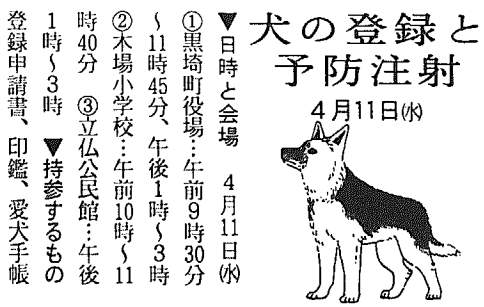 犬の登録と
予防注射
4月11日㈬
▼日時と会場　4月11日㈬
①黒埼町役場…午前9時30分
〜11時45分、午後1時〜3時
②木場小学校…午前10時〜11
時40分　③立仏公民館…午後
1時〜3時　▼持参するもの
登録申請書、印鑑、愛犬手帳